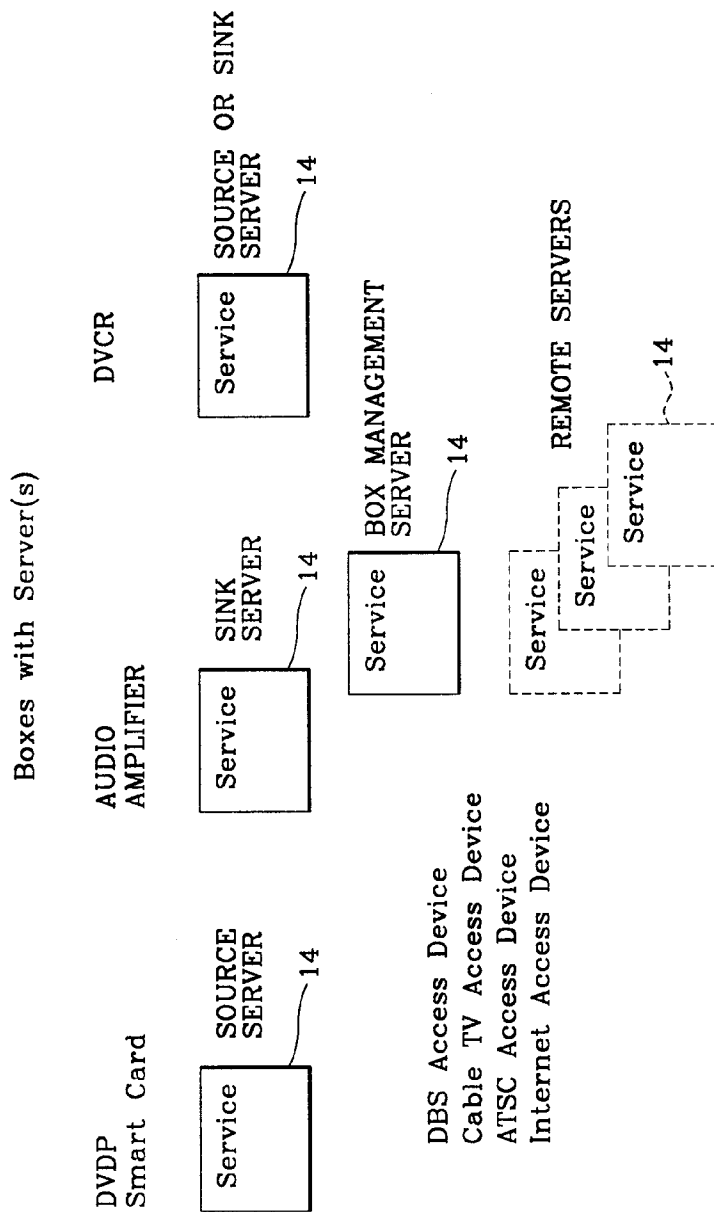 Boxes with Server(s)
DVDP
Smart Card
Service
SOURCE
SERVER
14
AUDIO
AMPLIFIER
Service
SINK
SERVER
14
DVCR
Service
SOURCE OR SINK
SERVER
14
DBS Access Device
Cable TV Access Device
ATSC Access Device
Internet Access Device
Service
BOX MANAGEMENT
SERVER
14
Service
Service
Service
REMOTE SERVERS
14